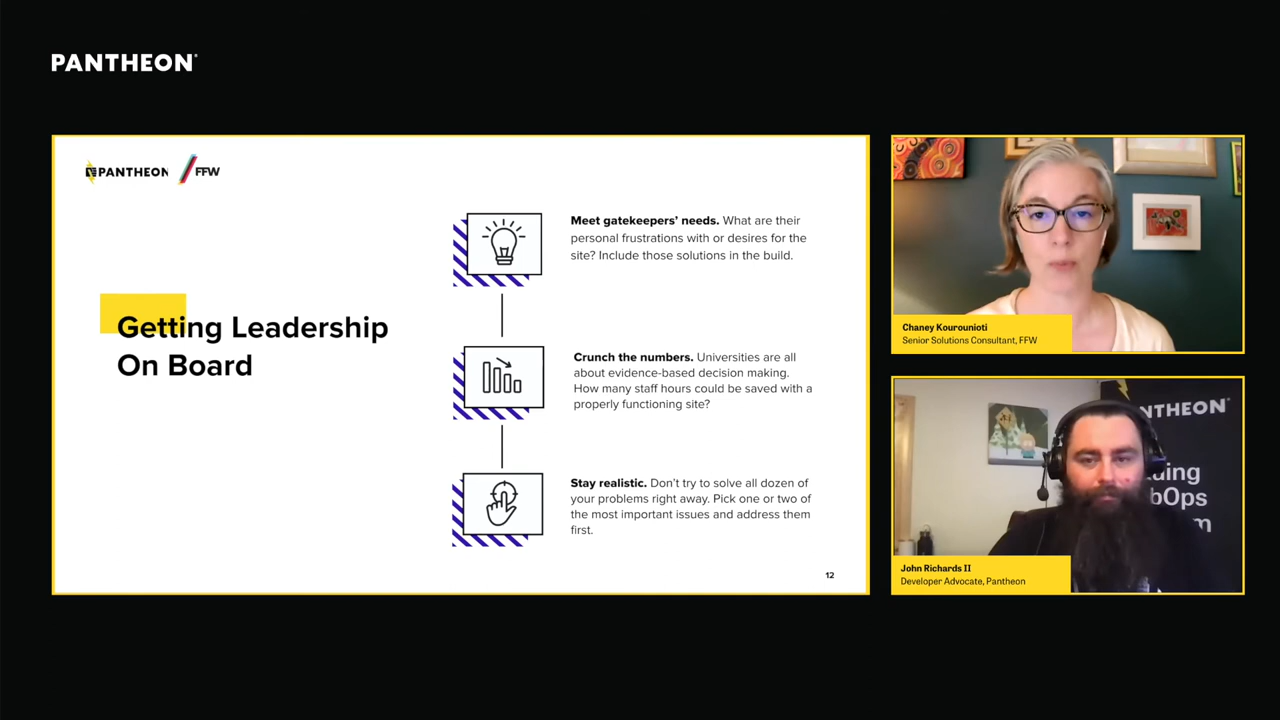 PANTHEON
PANTHEON FFW
Getting Leadership
On Board
Meet gatekeepers’ needs. What are their
personal frustrations with or desires for the
site? Include those solutions in the build.
Crunch the numbers. Universities are all
about evidence-based decision making.
How many staff hours could be saved with a
properly functioning site?
Stay realistic. Don’t try to solve all dozen of
your problems right away. Pick one or two of
the most important issues and address them
first.
12
Chaney Kourounioti
Senior Solutions Consultant, FFW
NTHEON
bOps
John Richards II
Developer Advocate, Pantheon